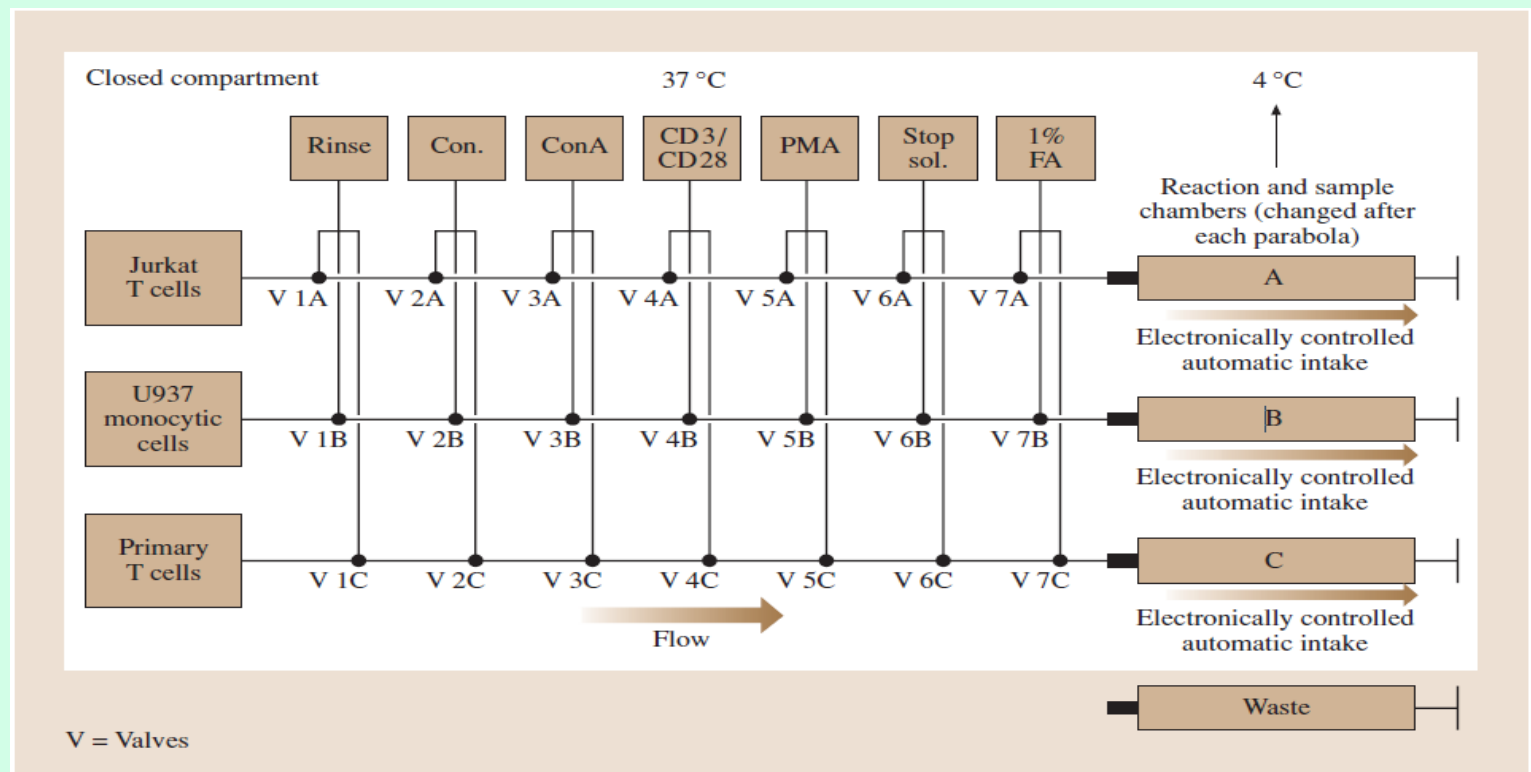 Closed compartment
37 °C
4 °C
Rinse
Con.
ConA
CD3/
CD28
PMA
Stop
sol.
1%
FA
Reaction and sample
chambers (changed after
each parabola)
Jurkat
T cells
V 1A
V 2A
V 3A
V 4A
V 5A
V 6A
V 7A
A
Electronically controlled
automatic intake
U937
monocytic
cells
V 1B
V 2B
V 3B
V 4B
V 5B
V 6B
V 7B
B
Electronically controlled
automatic intake
Primary
T cells
V 1C
V 2C
V 3C
V 4C
V 5C
V 6C
V 7C
C
Electronically controlled
automatic intake
Flow
Waste
V = Valves